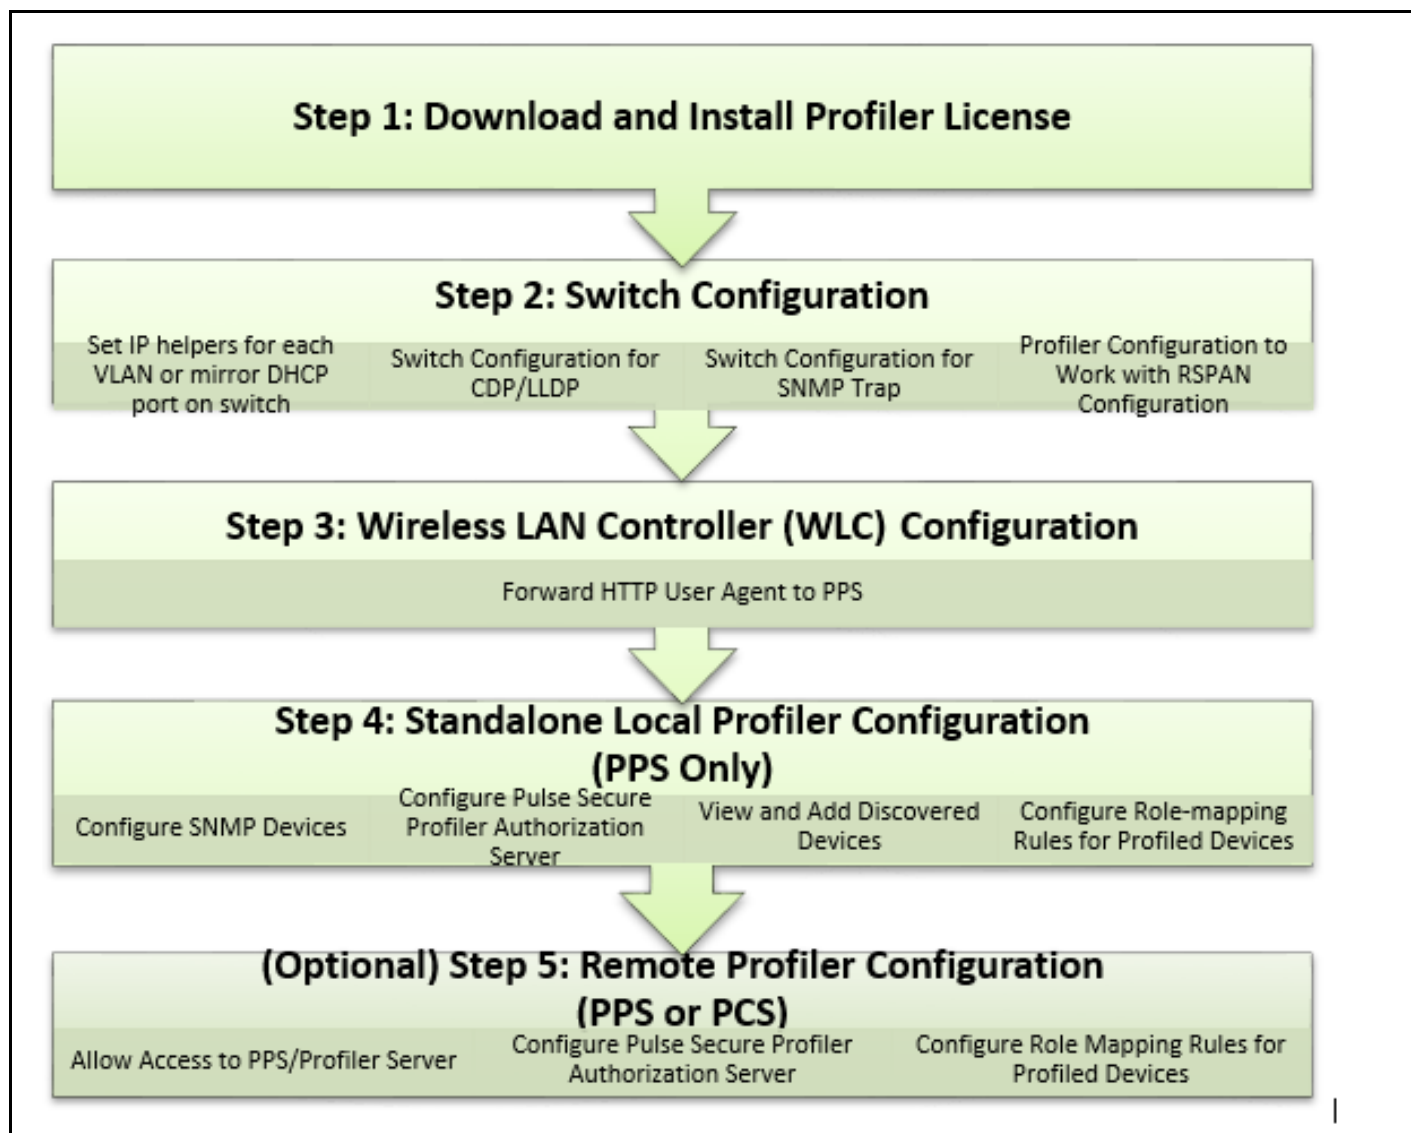 Step 1: Download and Install Profiler License
Step 2: Switch Configuration
Set IP helpers for each
VLAN or mirror DHCP
port on switch
Switch Configuration for
CDP/LLDP
Switch Configuration for
SNMP Trap
Profiler Configuration to
Work with RSPAN
Configuration
Step 3: Wireless LAN Controller (WLC) Configuration
Forward HTTP User Agent to PPS
Step 4: Standalone Local Profiler Configuration
(PPS Only)
Configure SNMP Devices
Configure Pulse Secure
Profiler Authorization
Server
View and Add Discovered
Devices
Configure Role-mapping
Rules for Profiled Devices
(Optional) Step 5: Remote Profiler Configuration
(PPS or PCS)
Allow Access to PPS/Profiler Server
Configure Pulse Secure Profiler
Authorization Server
Configure Role Mapping Rules for
Profiled Devices